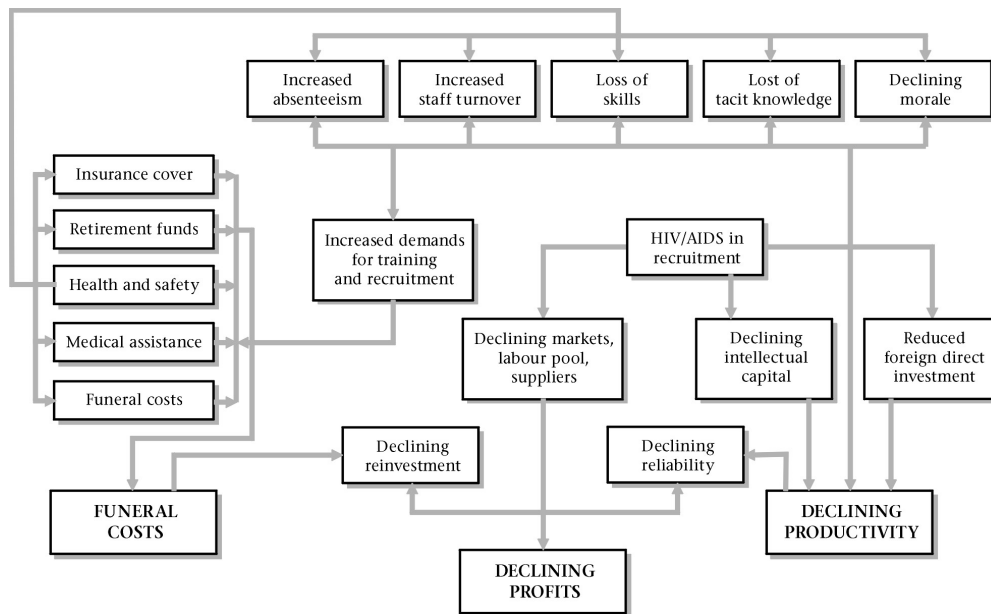 Increased
absenteeism
Increased
staff turnover
Loss of
skills
Lost of
tacit knowledge
Declining
morale
Insurance cover
Retirement funds
Health and safety
Medical assistance
Funeral costs
Increased demands
for training
and recruitment
HIV/AIDS in
recruitment
Declining markets,
labour pool,
suppliers
Declining
intellectual
capital
Reduced
foreign direct
investment
Declining
reinvestment
Declining
reliability
FUNERAL
COSTS
DECLINING
PRODUCTIVITY
DECLINING
PROFITS